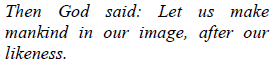 Then God said: Let us make
mankind in our image, after our
likeness.